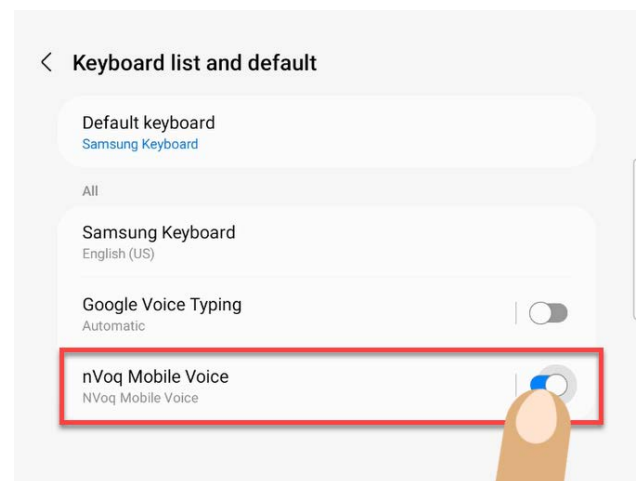 Keyboard list and default
Default keyboard
Samsung Keyboard
All
Samsung Keyboard
English (US)
Google Voice Typing
Automatic
nVoq Mobile Voice
NVoq Mobile Voice